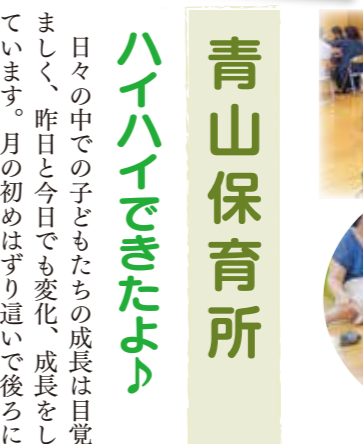 青山保育所
ハイハイできたよ♪
日々の中での子どもたちの成長は目覚
ましく、昨日と今日でも変化、成長をし
ています。月の初めはずり這いで後ろに